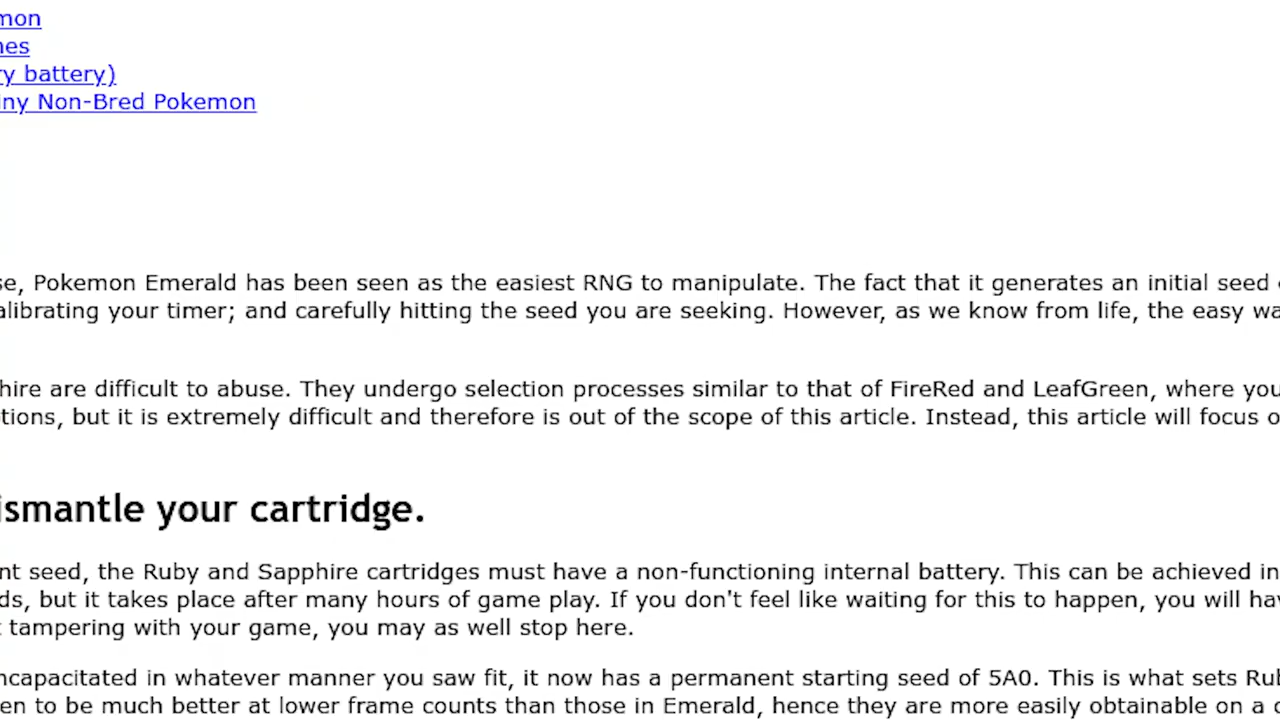 mon
nes
ry battery)
iny Non-Bred Pokemon
se, Pokemon Emerald has been seen as the easiest RNG to manipulate. The fact that it generates an initial seed
alibrating your timer; and carefully hitting the seed you are seeking. However, as we know from life, the easy wa
hire are difficult to abuse. They undergo selection processes similar to that of FireRed and LeafGreen, where you
tions, but it is extremely difficult and therefore is out of the scope of this article. Instead, this article will focus o
ismantle your cartridge.
nt seed, the Ruby and Sapphire cartridges must have a non-functioning internal battery. This can be achieved in
ds, but it takes place after many hours of game play. If you don't feel like waiting for this to happen, you will hav
t tampering with your game, you may as well stop here.
ncapacitated in whatever manner you saw fit, it now has a permanent starting seed of 5A0. This is what sets Rub
en to be much better at lower frame counts than those in Emerald, hence they are more easily obtainable on a